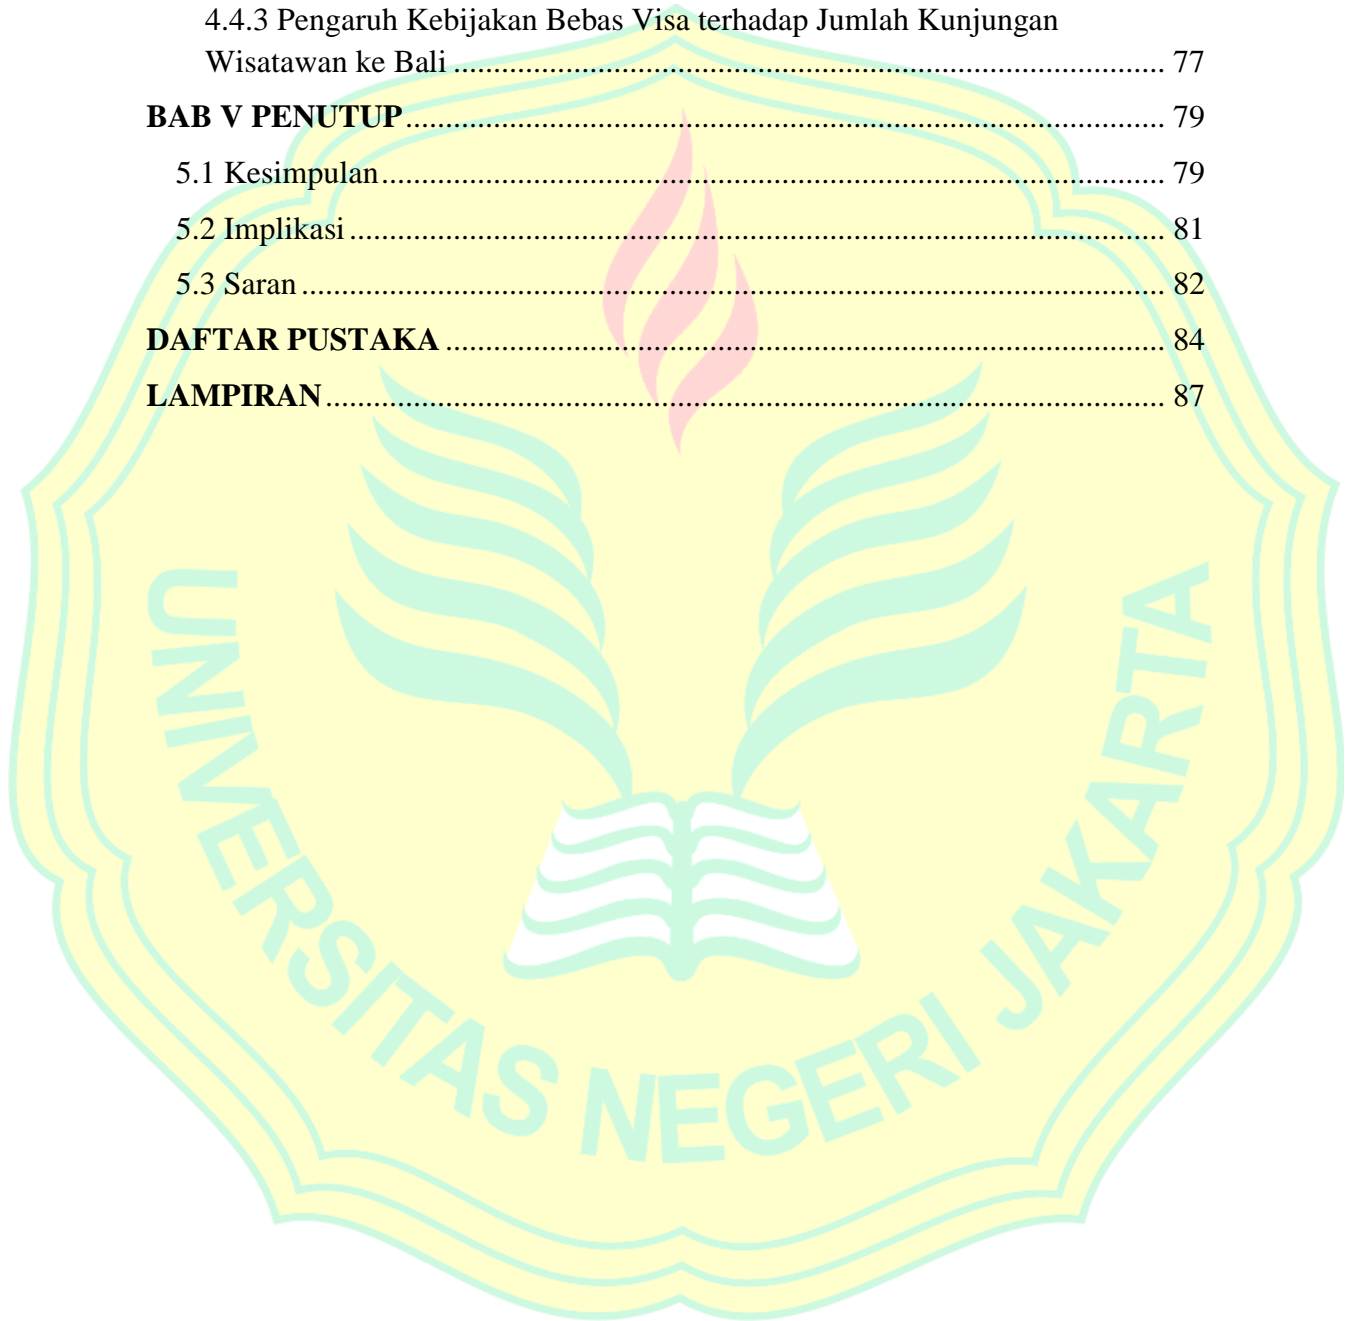 4.4.3 Pengaruh Kebijakan Bebas Visa terhadap Jumlah Kunjungan
Wisatawan ke Bali ........................................................................................ 77
BAB V PENUTUP ............................................................................................... 79
5.1 Kesimpulan .................................................................................................. 79
5.2 Implikasi ...................................................................................................... 81
5.3 Saran ............................................................................................................ 82
DAFTAR PUSTAKA .......................................................................................... 84
LAMPIRAN ......................................................................................................... 87
UNIVERSITAS NEGERI JAKARTA